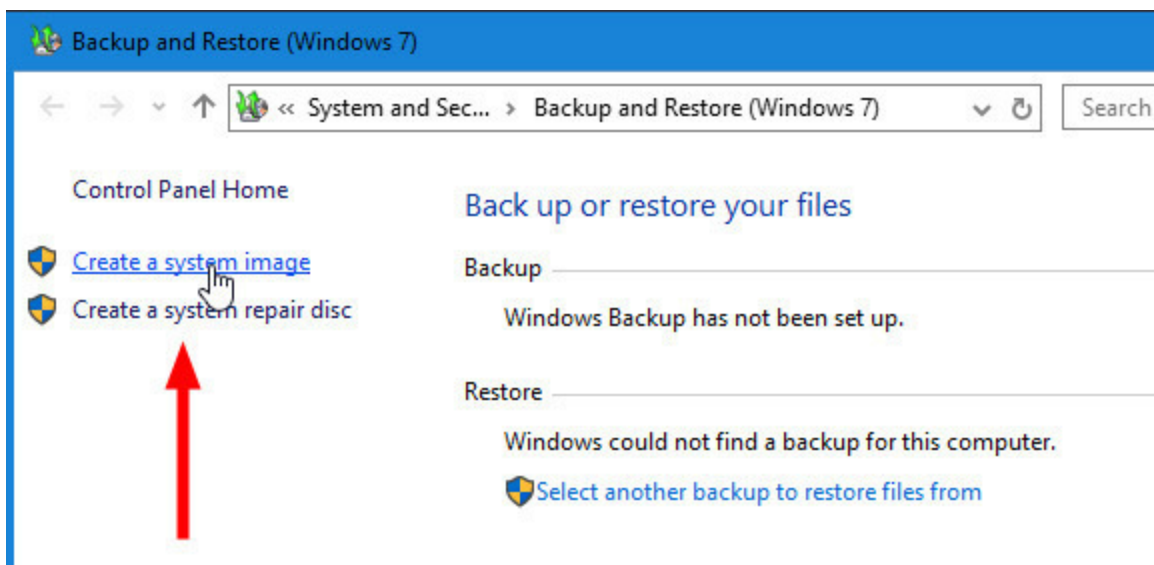 Backup and Restore (Windows 7)
« System and Sec... › Backup and Restore (Windows 7)
Search
Control Panel Home
Create a system image
Create a system repair disc
Back up or restore your files
Backup
Windows Backup has not been set up.
Restore
Windows could not find a backup for this computer.
Select another backup to restore files from